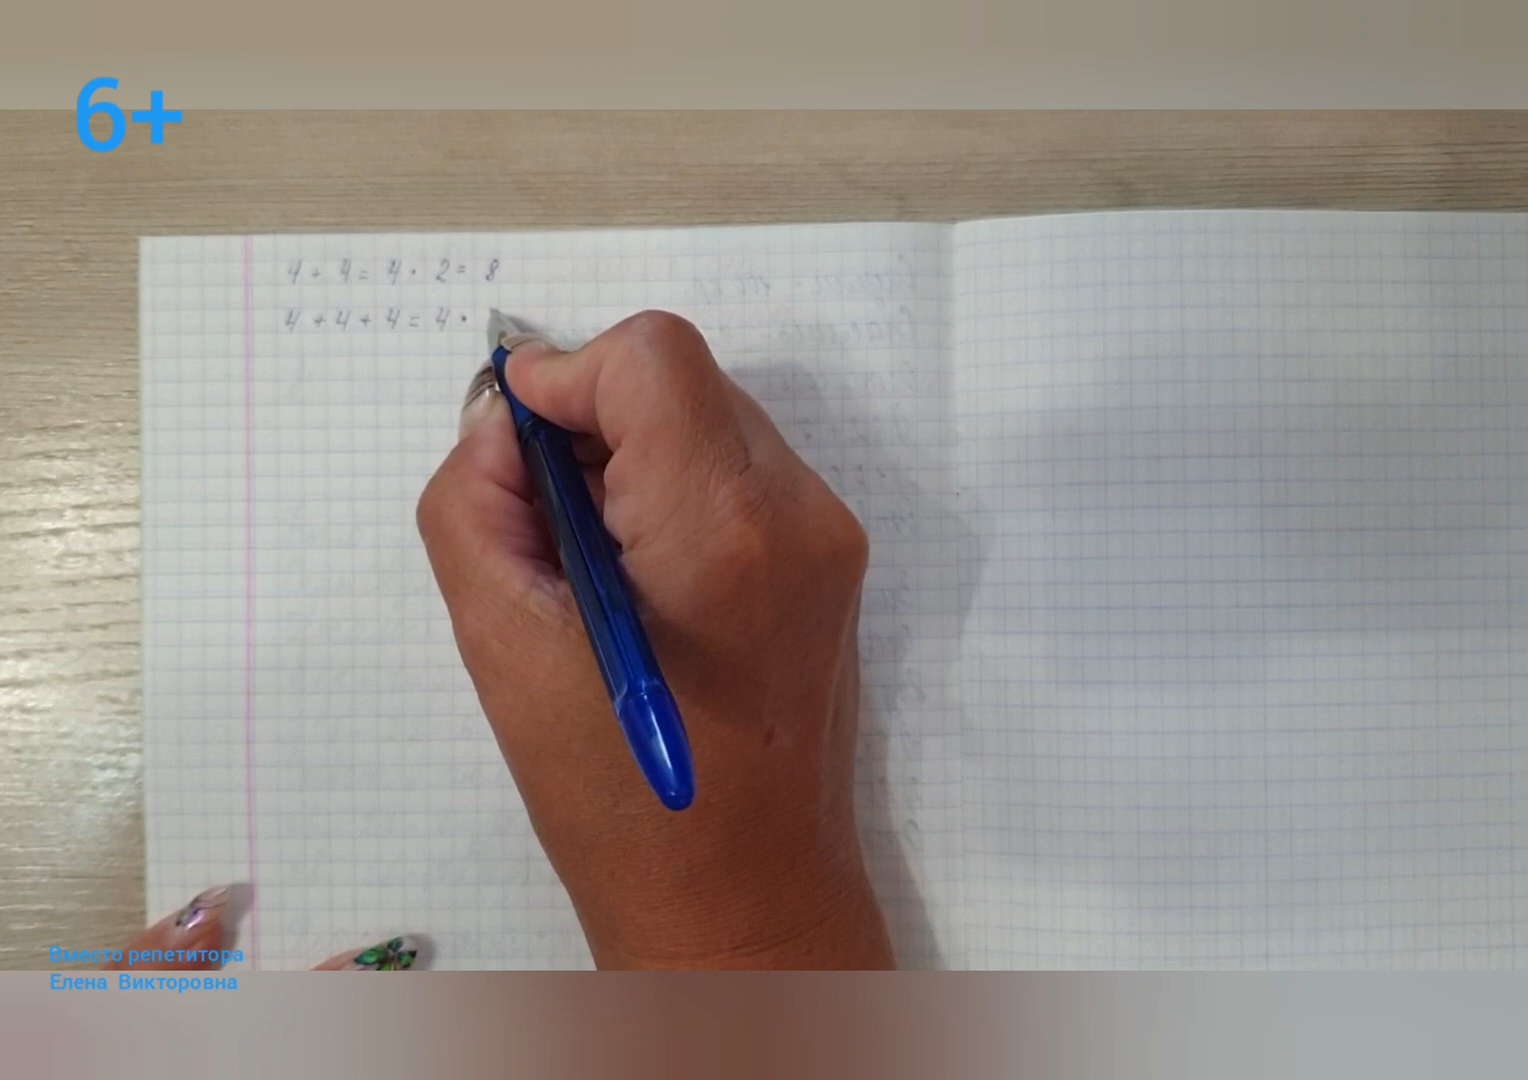 6+
4 + 4 = 4 · 2 = 8
4 + 4 + 4 = 4 ·
Вместо репетитора
Елена Викторовна